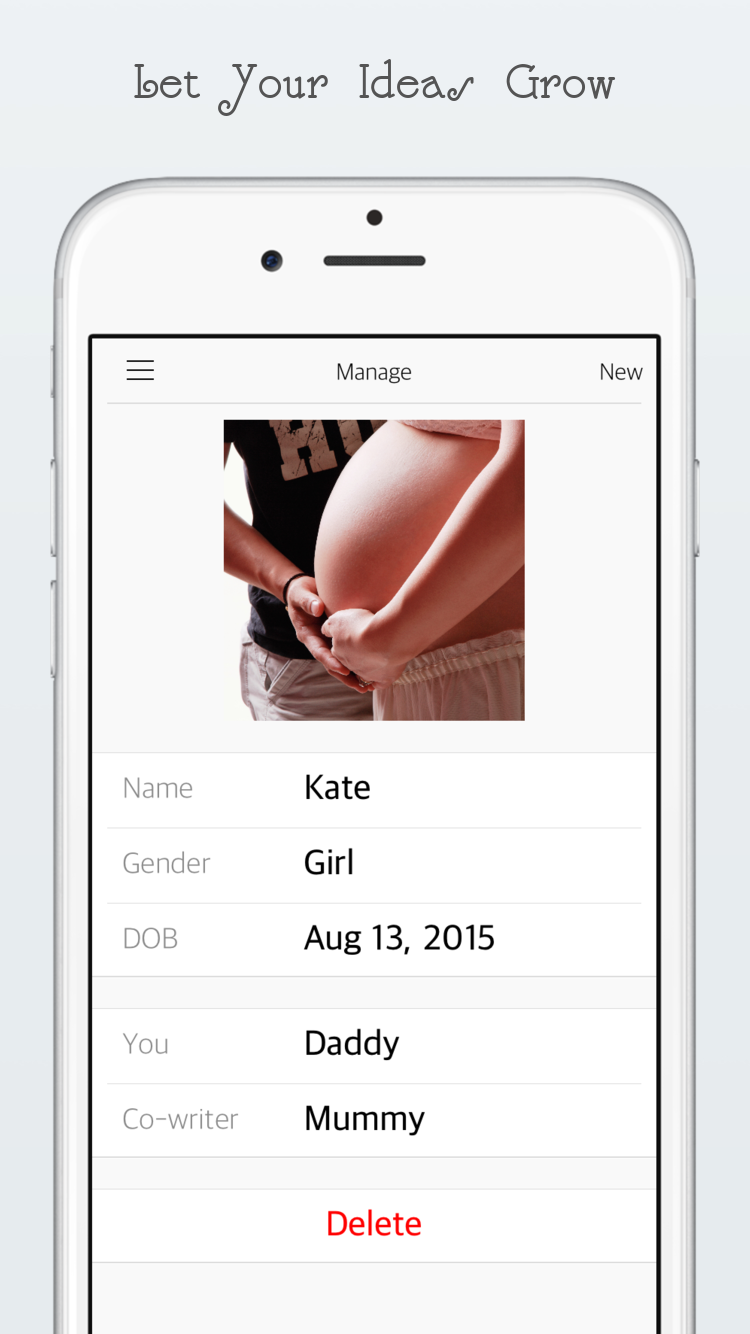 Let Your Ideas Grow
Manage
New
Name
Kate
Gender
Girl
DOB
Aug 13, 2015
You
Daddy
Co-writer
Mummy
Delete